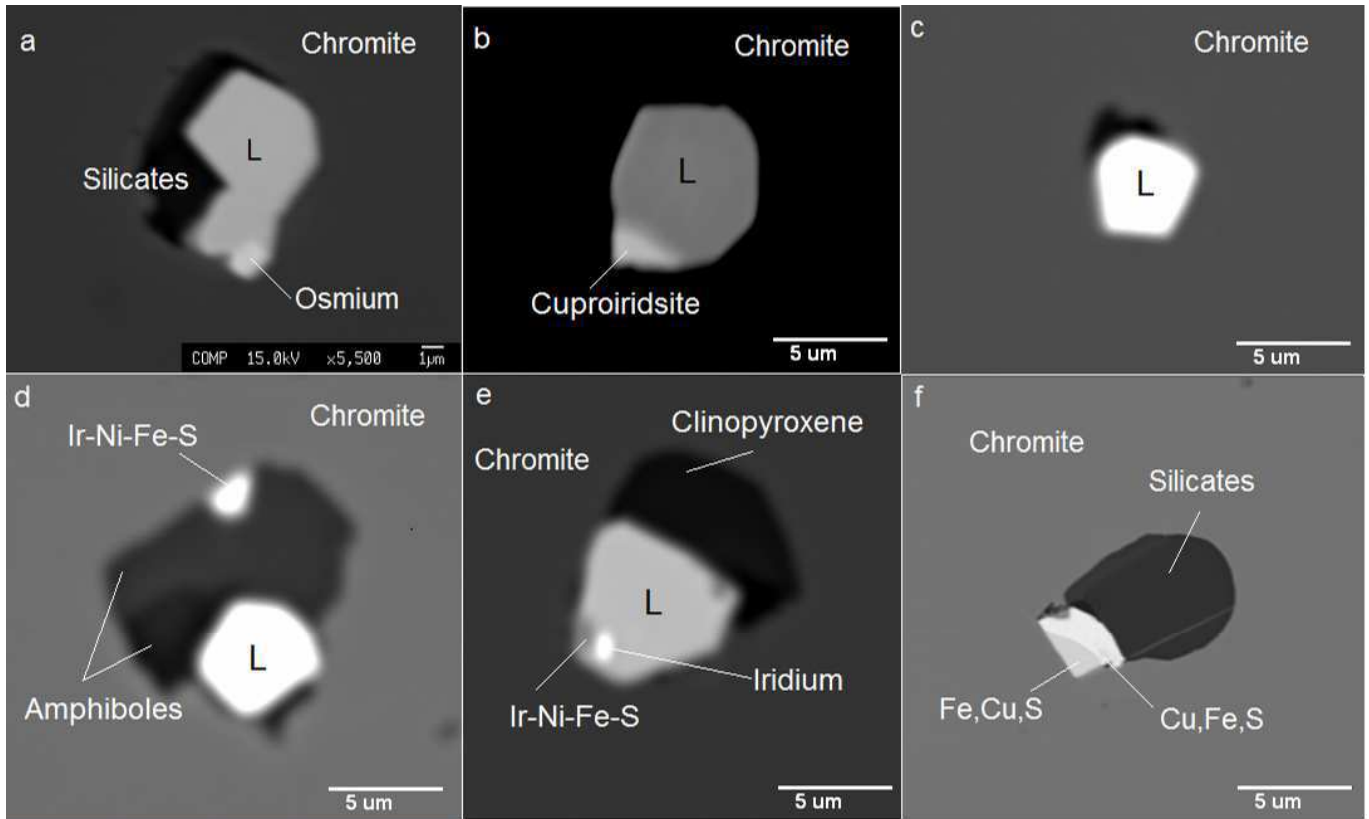 a
Chromite
L
Silicates
Osmium
COMP 15.0kV x5,500 1µm
b
Chromite
L
Cuproiridsite
5 um
c
Chromite
L
5 um
d
Chromite
Ir-Ni-Fe-S
L
Amphiboles
5 um
e
Clinopyroxene
Chromite
L
Iridium
Ir-Ni-Fe-S
5 um
f
Chromite
Silicates
Fe,Cu,S
Cu,Fe,S
5 um